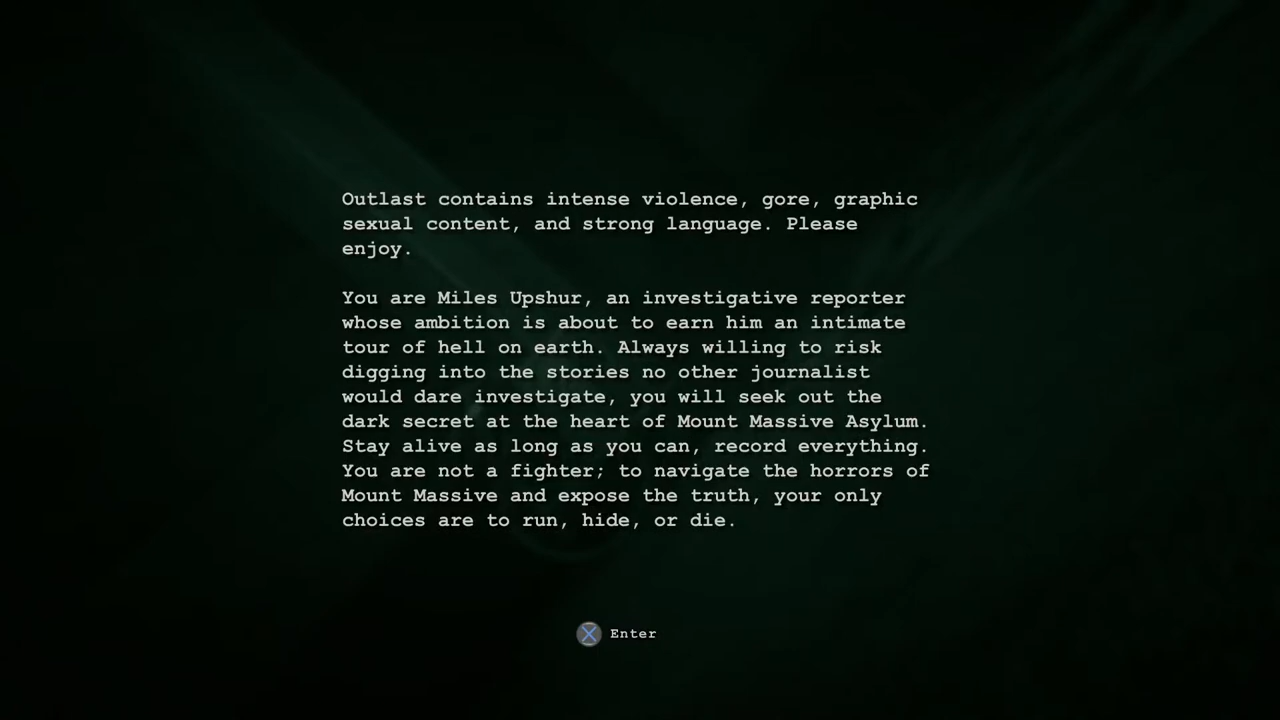 Outlast contains intense violence, gore, graphic
sexual content, and strong language. Please
enjoy.
You are Miles Upshur, an investigative reporter
whose ambition is about to earn him an intimate
tour of hell on earth. Always willing to risk
digging into the stories no other journalist
would dare investigate, you will seek out the
dark secret at the heart of Mount Massive Asylum.
Stay alive as long as you can, record everything.
You are not a fighter; to navigate the horrors of
Mount Massive and expose the truth, your only
choices are to run, hide, or die.
Enter